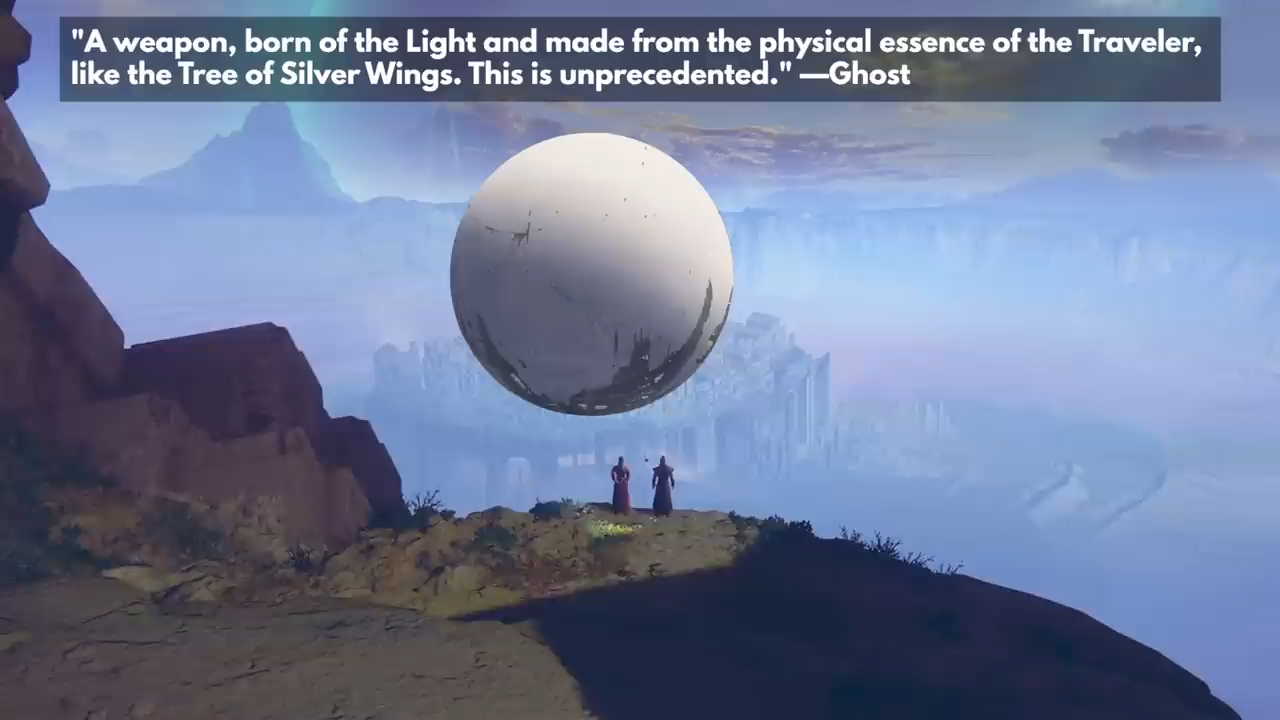 "A weapon, born of the Light and made from the physical essence of the Traveler,
like the Tree of Silver Wings. This is unprecedented." —Ghost